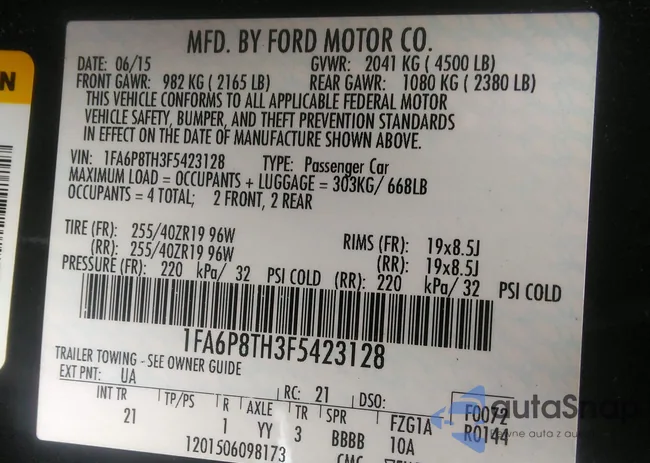 MFD. BY FORD MOTOR CO.
DATE: 06/15 GVWR: 2041 KG ( 4500 LB)
FRONT GAWR: 982 KG ( 2165 LB) REAR GAWR: 1080 KG ( 2380 LB)
THIS VEHICLE CONFORMS TO ALL APPLICABLE FEDERAL MOTOR
VEHICLE SAFETY, BUMPER, AND THEFT PREVENTION STANDARDS
IN EFFECT ON THE DATE OF MANUFACTURE SHOWN ABOVE.
VIN: 1FA6P8TH3F5423128 TYPE: Passenger Car
MAXIMUM LOAD = OCCUPANTS + LUGGAGE = 303KG/ 668LB
OCCUPANTS = 4 TOTAL; 2 FRONT, 2 REAR
TIRE (FR): 255/40ZR19 96W RIMS (FR): 19x8.5J
(RR): 255/40ZR19 96W (RR): 19x8.5J
PRESSURE (FR): 220 kPa/ 32 PSI COLD (RR): 220 kPa/ 32 PSI COLD
1FA6P8TH3F5423128
TRAILER TOWING - SEE OWNER GUIDE
EXT PNT: UA RC: 21 DSO:
INT TR TP/PS R AXLE TR SPR FZG1A F0072
21 1 YY 3 BBBB 10A R0144
1201506098173
N
autaSnap